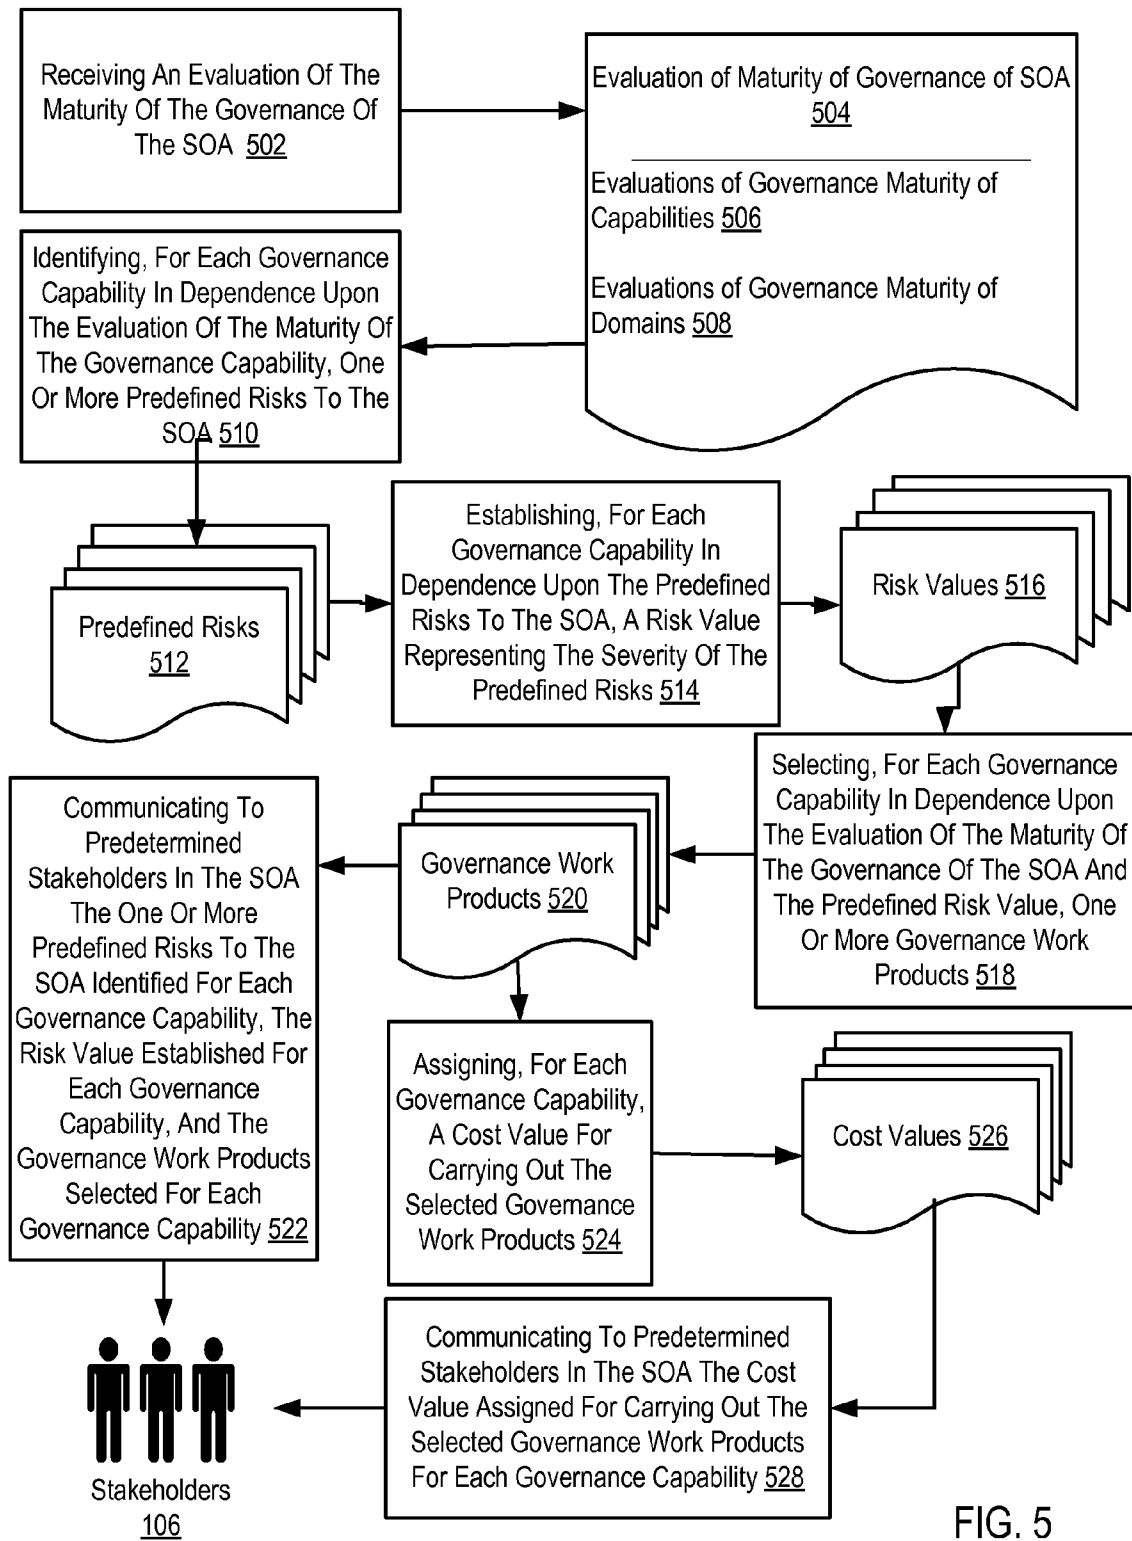 Receiving An Evaluation Of The
Maturity Of The Governance Of
The SOA 502
Evaluation of Maturity of Governance of SOA
504
Evaluations of Governance Maturity of
Capabilities 506
Evaluations of Governance Maturity of
Domains 508
Identifying, For Each Governance
Capability In Dependence Upon
The Evaluation Of The Maturity Of
The Governance Capability, One
Or More Predefined Risks To The
SOA 510
Predefined Risks
512
Establishing, For Each
Governance Capability In
Dependence Upon The Predefined
Risks To The SOA, A Risk Value
Representing The Severity Of The
Predefined Risks 514
Risk Values 516
Selecting, For Each Governance
Capability In Dependence Upon
The Evaluation Of The Maturity Of
The Governance Of The SOA And
The Predefined Risk Value, One
Or More Governance Work
Products 518
Governance Work
Products 520
Communicating To
Predetermined
Stakeholders In The SOA
The One Or More
Predefined Risks To The
SOA Identified For Each
Governance Capability, The
Risk Value Established For
Each Governance
Capability, And The
Governance Work Products
Selected For Each
Governance Capability 522
Assigning, For Each
Governance Capability,
A Cost Value For
Carrying Out The
Selected Governance
Work Products 524
Cost Values 526
Communicating To Predetermined
Stakeholders In The SOA The Cost
Value Assigned For Carrying Out The
Selected Governance Work Products
For Each Governance Capability 528
Stakeholders
106
FIG. 5